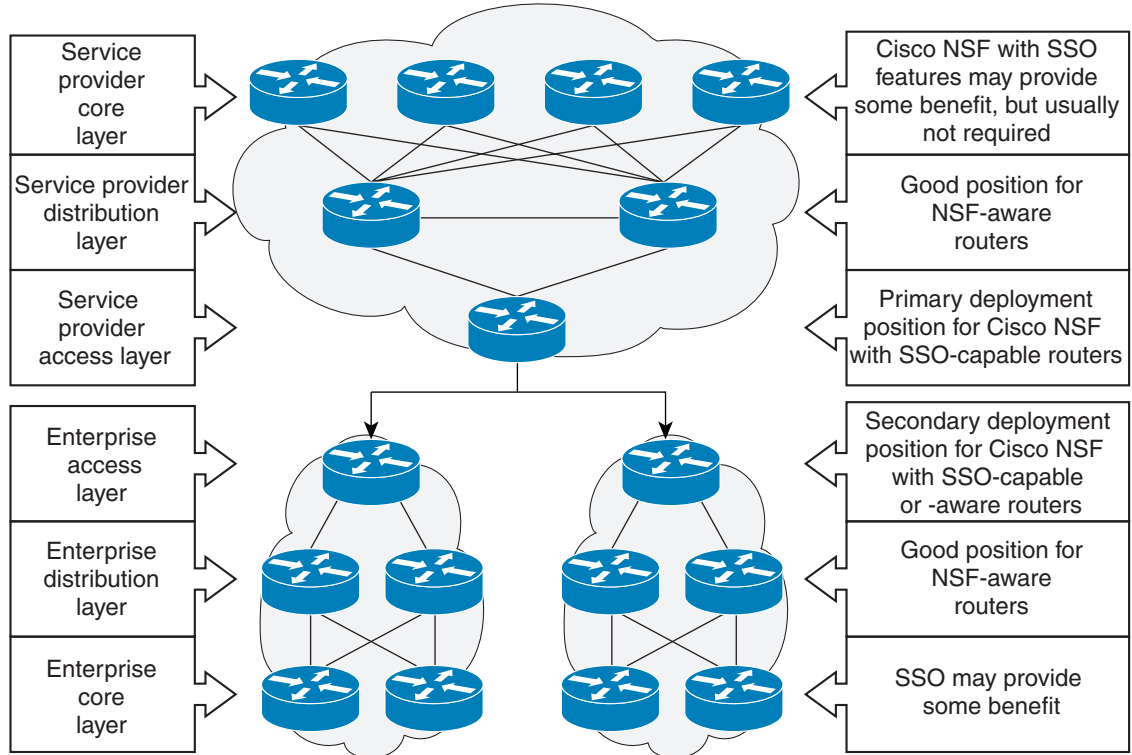 Service
provider
core
layer
Cisco NSF with SSO
features may provide
some benefit, but usually
not required
Service provider
distribution
layer
Good position for
NSF-aware
routers
Service
provider
access layer
Primary deployment
position for Cisco NSF
with SSO-capable routers
Enterprise
access
layer
Secondary deployment
position for Cisco NSF
with SSO-capable
or -aware routers
Enterprise
distribution
layer
Good position for
NSF-aware
routers
Enterprise
core
layer
SSO may provide
some benefit